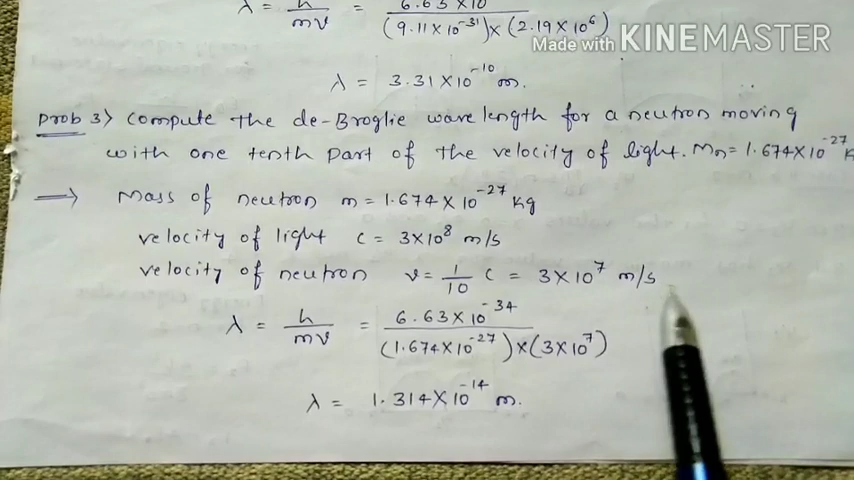 λ = h/mv = 6.63×10 / (9.11×10⁻³¹)×(2.19×10⁶)
Made with KINEMASTER
λ = 3.31×10⁻¹⁰ m.
Prob 3) Compute the de-Broglie wave length for a neutron moving
with one tenth part of the velocity of light. Mn = 1.674×10⁻²⁷ K
→ Mass of neutron m = 1.674×10⁻²⁷ Kg
velocity of light c = 3×10⁸ m/s
velocity of neutron v = 1/10 c = 3×10⁷ m/s
λ = h/mv = 6.63×10⁻³⁴ / (1.674×10⁻²⁷)×(3×10⁷)
λ = 1.314×10⁻¹⁴ m.